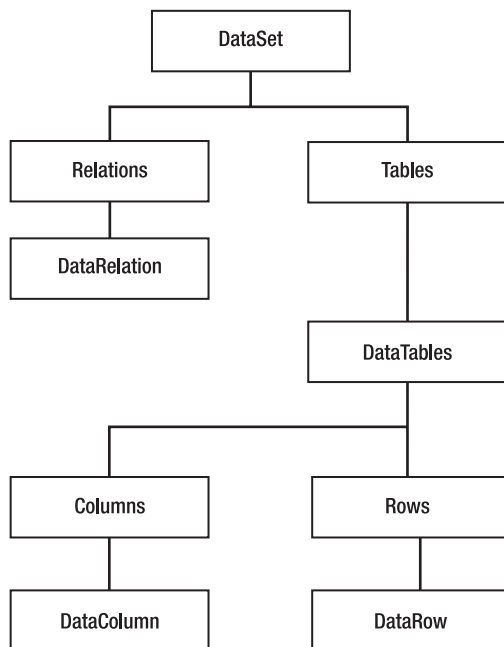 DataSet
Relations
Tables
DataRelation
DataTables
Columns
Rows
DataColumn
DataRow